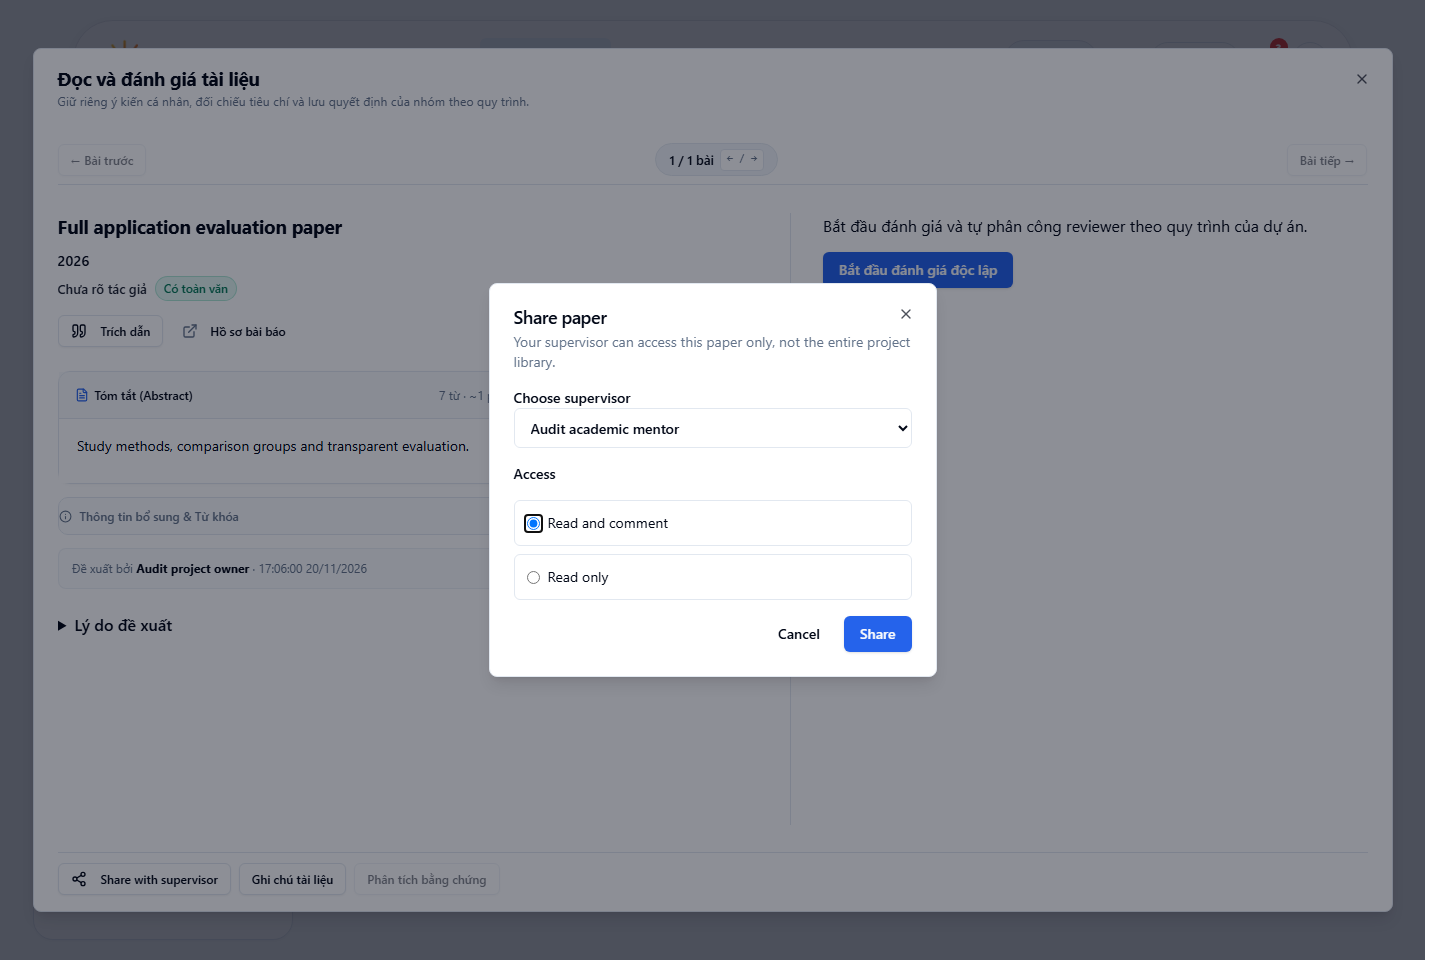 Đọc và đánh giá tài liệu
Giữ riêng ý kiến cá nhân, đối chiếu tiêu chí và lưu quyết định của nhóm theo quy trình.
← Bài trước
1 / 1 bài ← / →
Bài tiếp →
Full application evaluation paper
2026
Chưa rõ tác giả Có toàn văn
Trích dẫn Hồ sơ bài báo
Tóm tắt (Abstract) 7 từ · ~1
Study methods, comparison groups and transparent evaluation.
Thông tin bổ sung & Từ khóa
Đề xuất bởi Audit project owner · 17:06:00 20/11/2026
Lý do đề xuất
Bắt đầu đánh giá và tự phân công reviewer theo quy trình của dự án.
Bắt đầu đánh giá độc lập
Share paper
Your supervisor can access this paper only, not the entire project
library.
Choose supervisor
Audit academic mentor
Access
Read and comment
Read only
Cancel Share
Share with supervisor Ghi chú tài liệu Phân tích bằng chứng